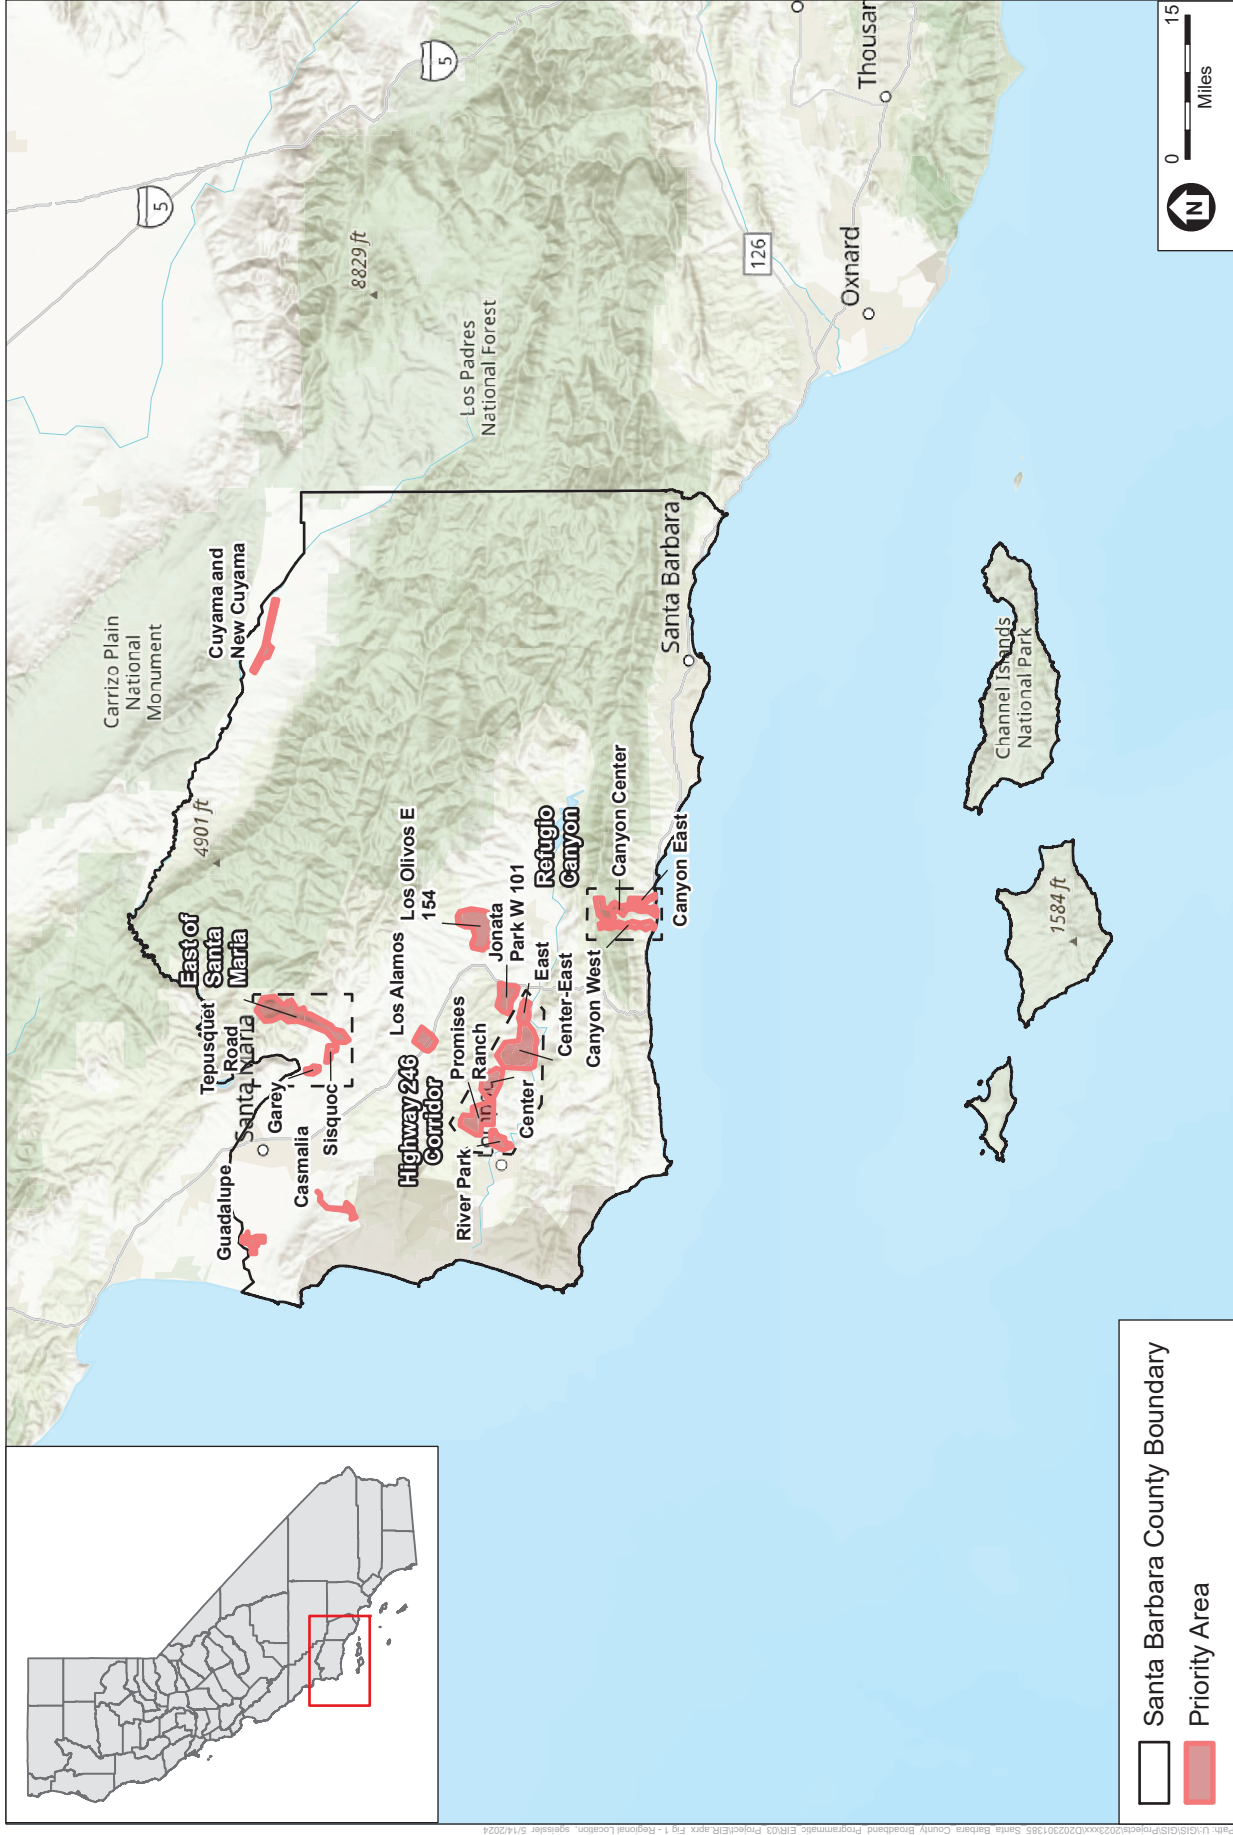 Carrizo Plain
National
Monument
4901 ft
5
5
8829 ft
Los Padres
National Forest
126
Oxnard
Santa Barbara
Santa Maria
Channel Islands
National Park
1584 ft
Cuyama and
New Cuyama
East of
Santa
Maria
Tepusquet
Road
Garey
Sisquoc
Guadalupe
Casmalia
Los Alamos
Los Olivos E
154
Highway 246
Corridor
Promises
Ranch
River Park
Center
Center-East
East
Jonata
Park W 101
Refugio
Canyon
Canyon West
Canyon Center
Canyon East
Santa Barbara County Boundary
Priority Area
N
0 15
Miles